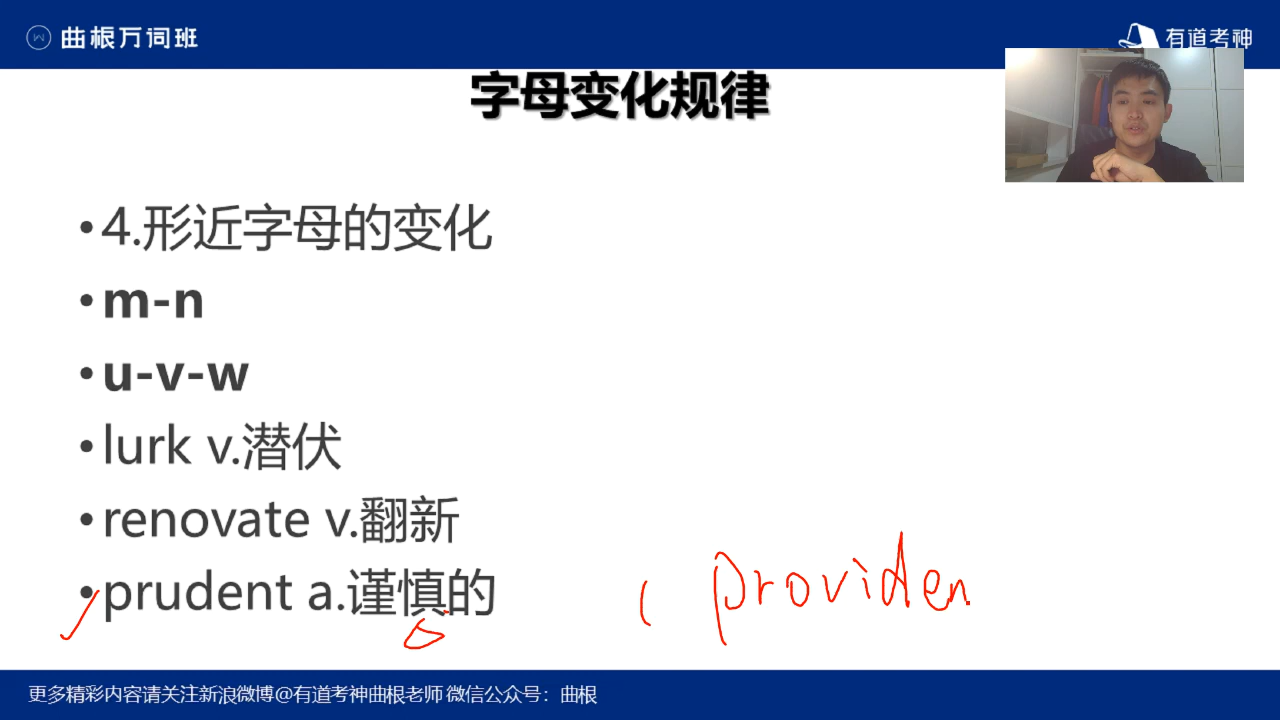 曲根万词班
有道考神
字母变化规律
•4.形近字母的变化
•m-n
•u-v-w
•lurk v.潜伏
•renovate v.翻新
•prudent a.谨慎的
( providen
更多精彩内容请关注新浪微博@有道考神曲根老师 微信公众号：曲根